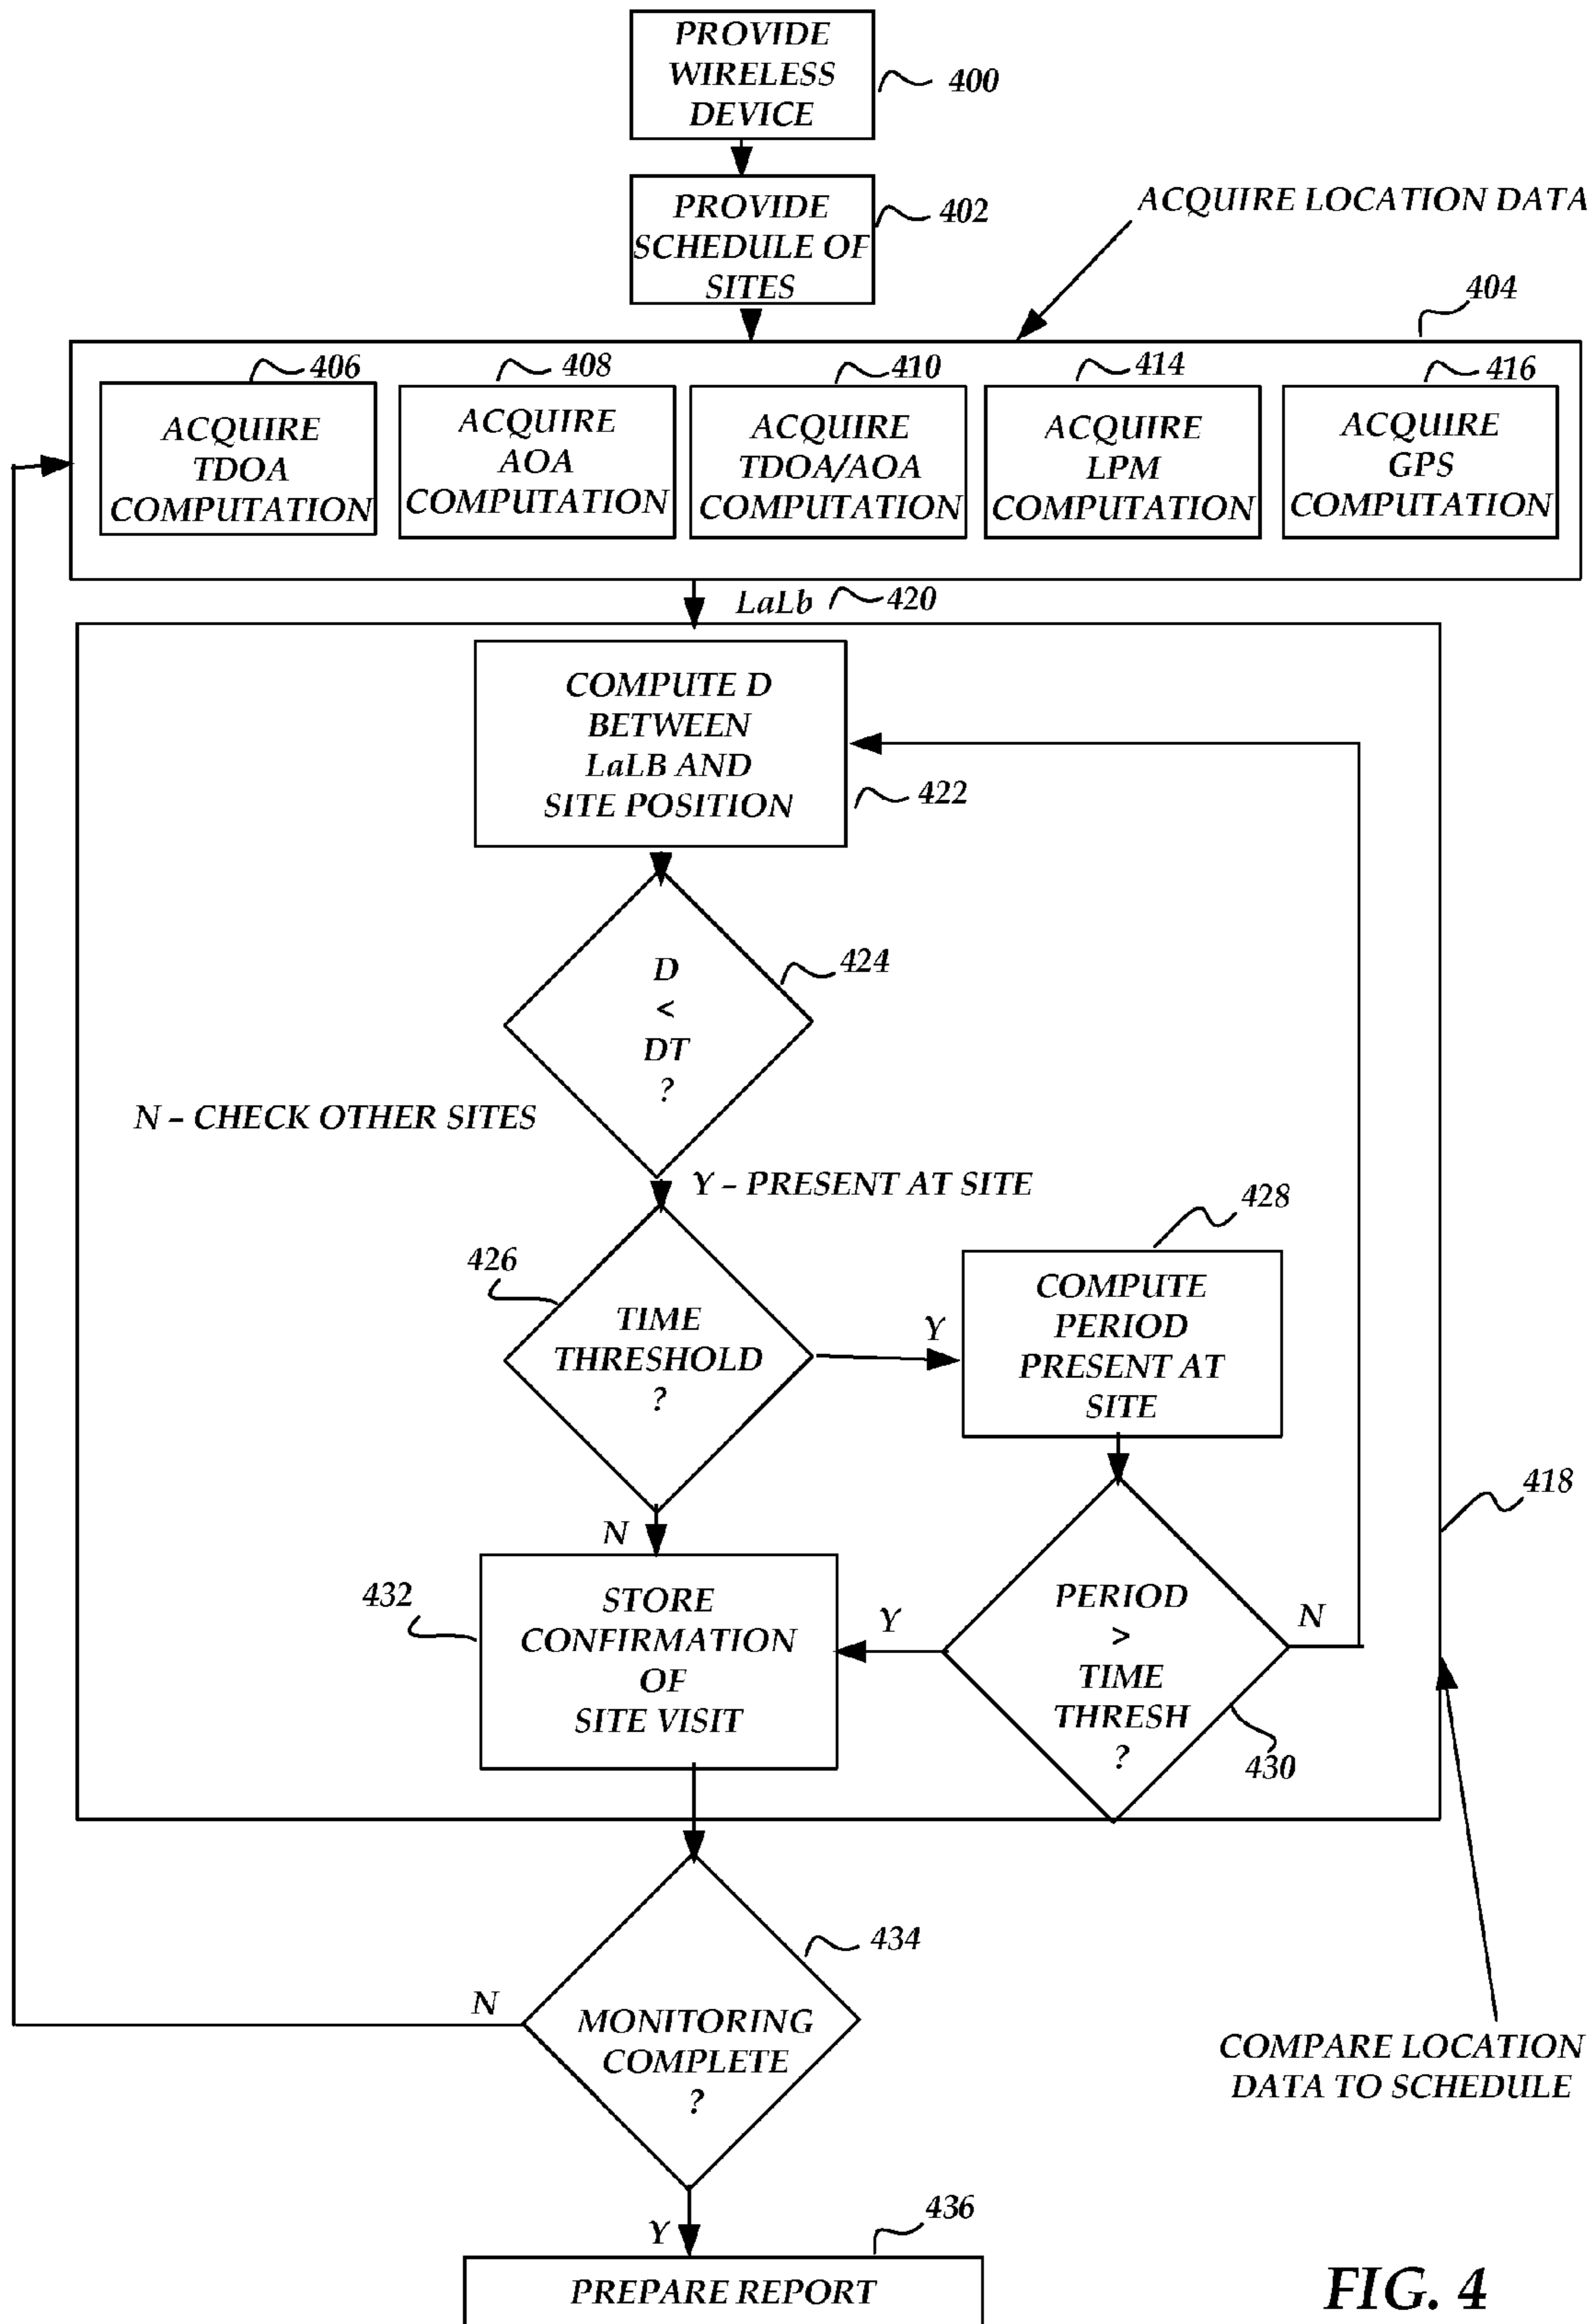 PROVIDE
WIRELESS
DEVICE
400
PROVIDE
SCHEDULE OF
SITES
402
ACQUIRE LOCATION DATA
404
406
ACQUIRE
TDOA
COMPUTATION
408
ACQUIRE
AOA
COMPUTATION
410
ACQUIRE
TDOA/AOA
COMPUTATION
414
ACQUIRE
LPM
COMPUTATION
416
ACQUIRE
GPS
COMPUTATION
LaLb 420
COMPUTE D
BETWEEN
LaLB AND
SITE POSITION
422
D
<
DT
?
424
N – CHECK OTHER SITES
Y – PRESENT AT SITE
426
TIME
THRESHOLD
?
Y
428
COMPUTE
PERIOD
PRESENT AT
SITE
418
N
432
STORE
CONFIRMATION
OF
SITE VISIT
Y
PERIOD
>
TIME
THRESH
?
N
430
434
N
MONITORING
COMPLETE
?
COMPARE LOCATION
DATA TO SCHEDULE
Y
436
PREPARE REPORT
FIG. 4